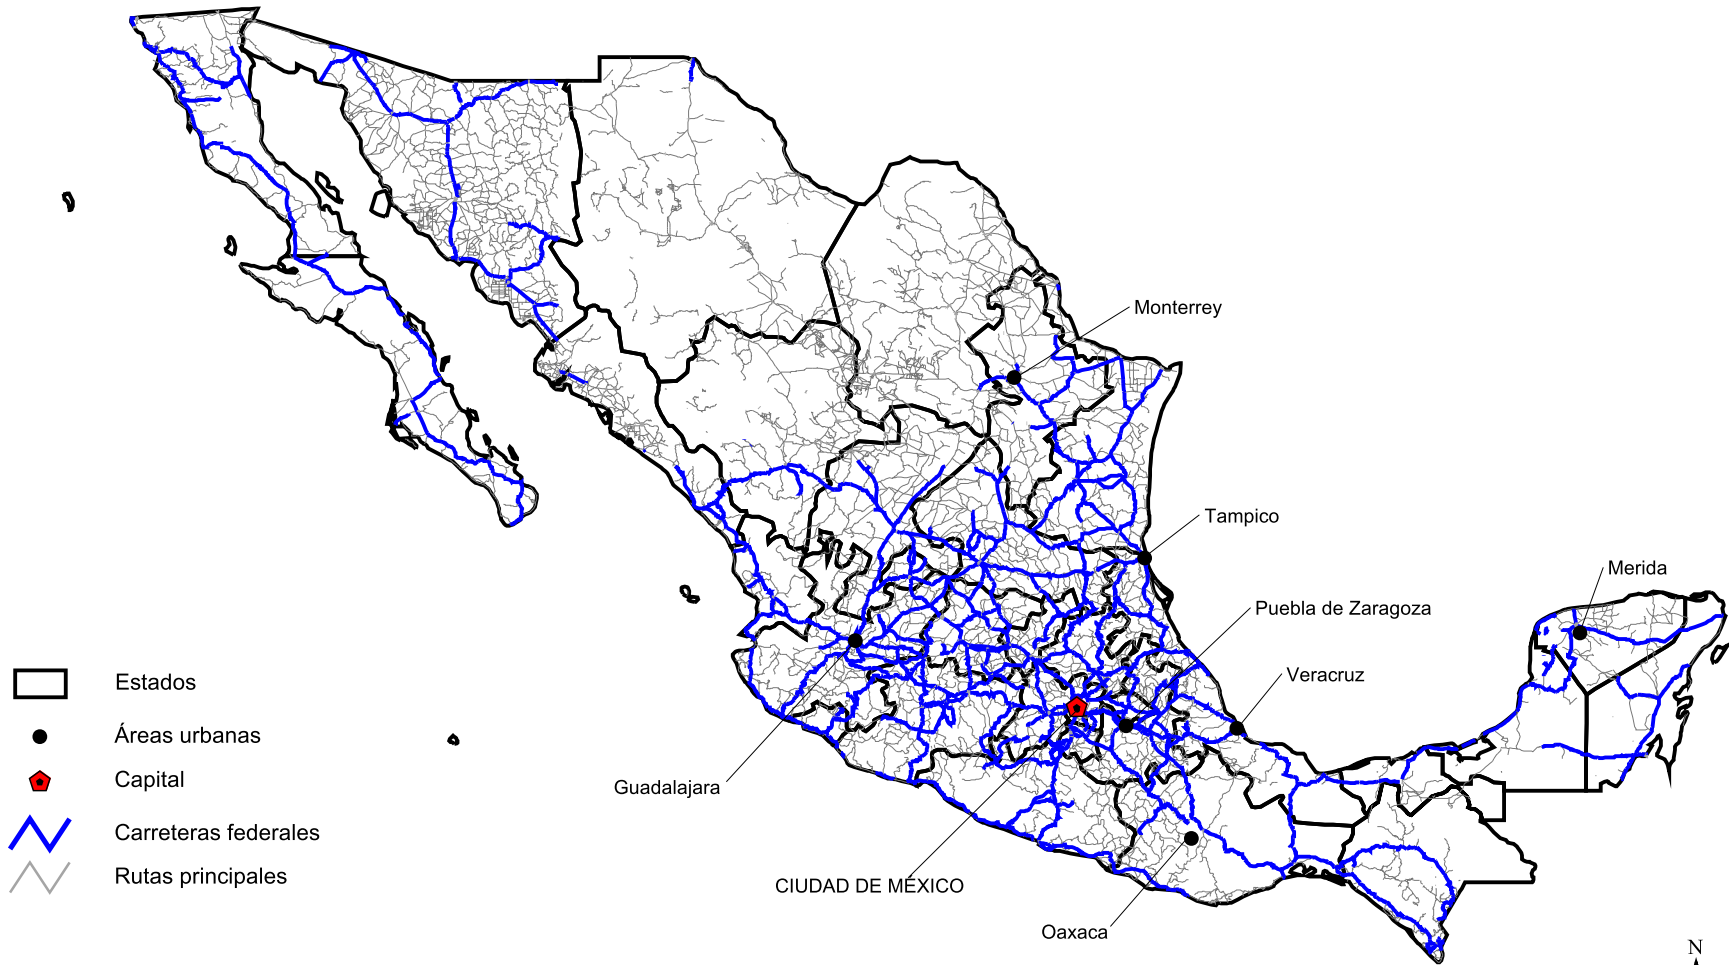 Monterrey
Tampico
Merida
Puebla de Zaragoza
Veracruz
Estados
Áreas urbanas
Capital
Guadalajara
Carreteras federales
Rutas principales
CIUDAD DE MÉXICO
Oaxaca
N